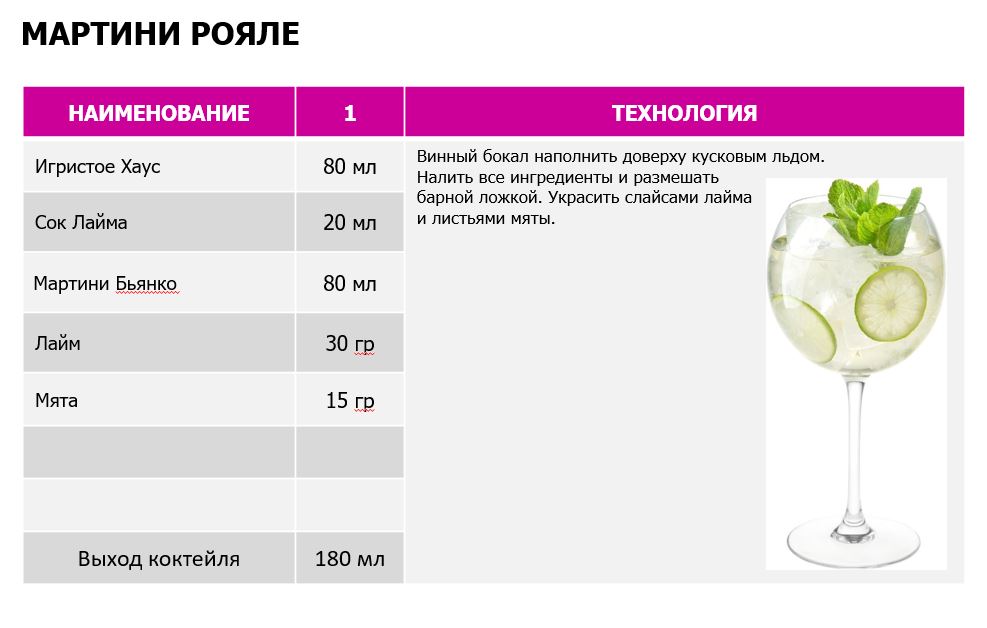 МАРТИНИ РОЯЛЕ
НАИМЕНОВАНИЕ 1 ТЕХНОЛОГИЯ
Игристое Хаус 80 мл
Сок Лайма 20 мл
Мартини Бьянко 80 мл
Лайм 30 гр
Мята 15 гр
Выход коктейля 180 мл
Винный бокал наполнить доверху кусковым льдом.
Налить все ингредиенты и размешать
барной ложкой. Украсить слайсами лайма
и листьями мяты.